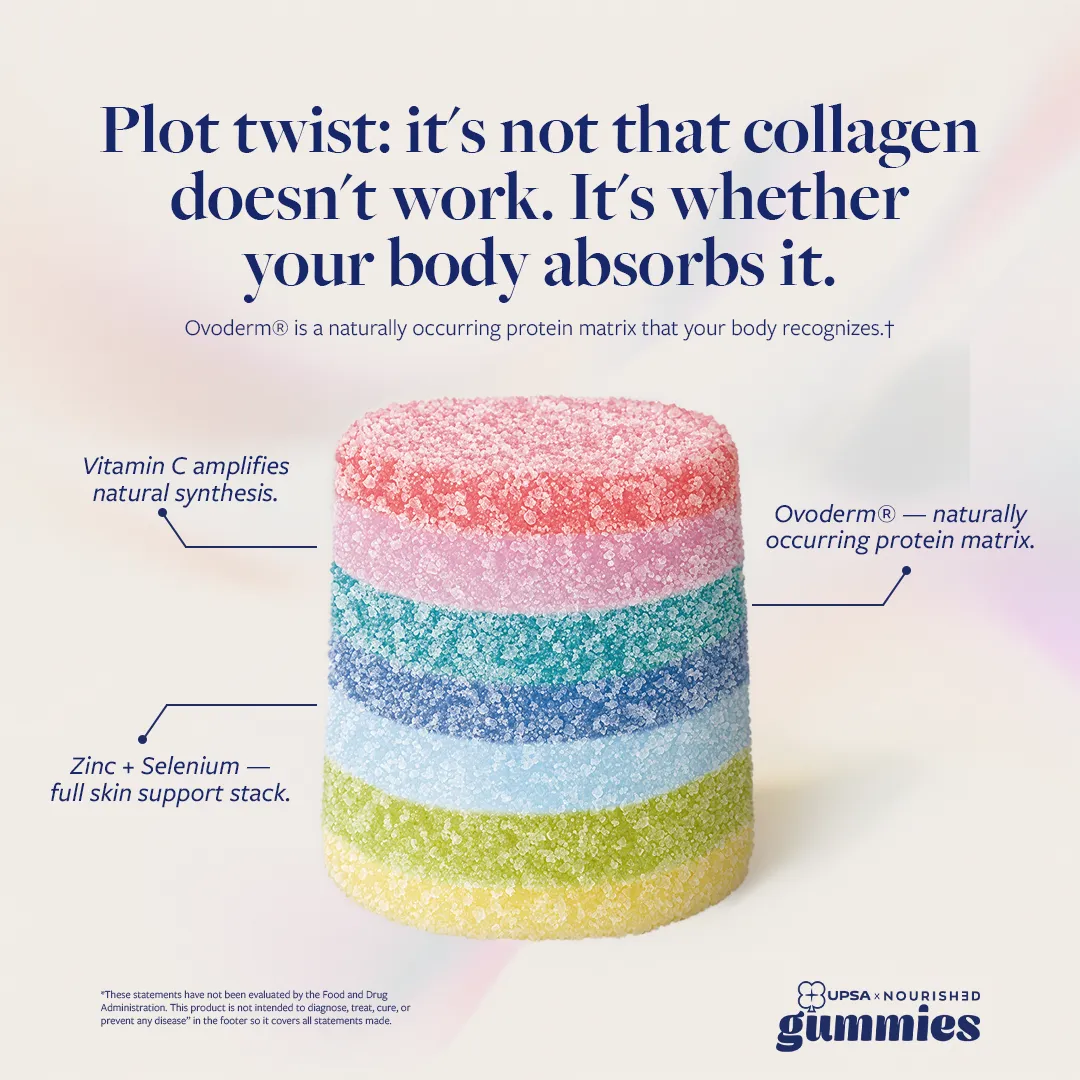 Plot twist: it's not that collagen
doesn't work. It's whether
your body absorbs it.
Ovoderm® is a naturally occurring protein matrix that your body recognizes.†
Vitamin C amplifies
natural synthesis.
Ovoderm® — naturally
occurring protein matrix.
Zinc + Selenium —
full skin support stack.
*These statements have not been evaluated by the Food and Drug
Administration. This product is not intended to diagnose, treat, cure, or
prevent any disease” in the footer so it covers all statements made.
UPSA × NOURISHƎD
gummies